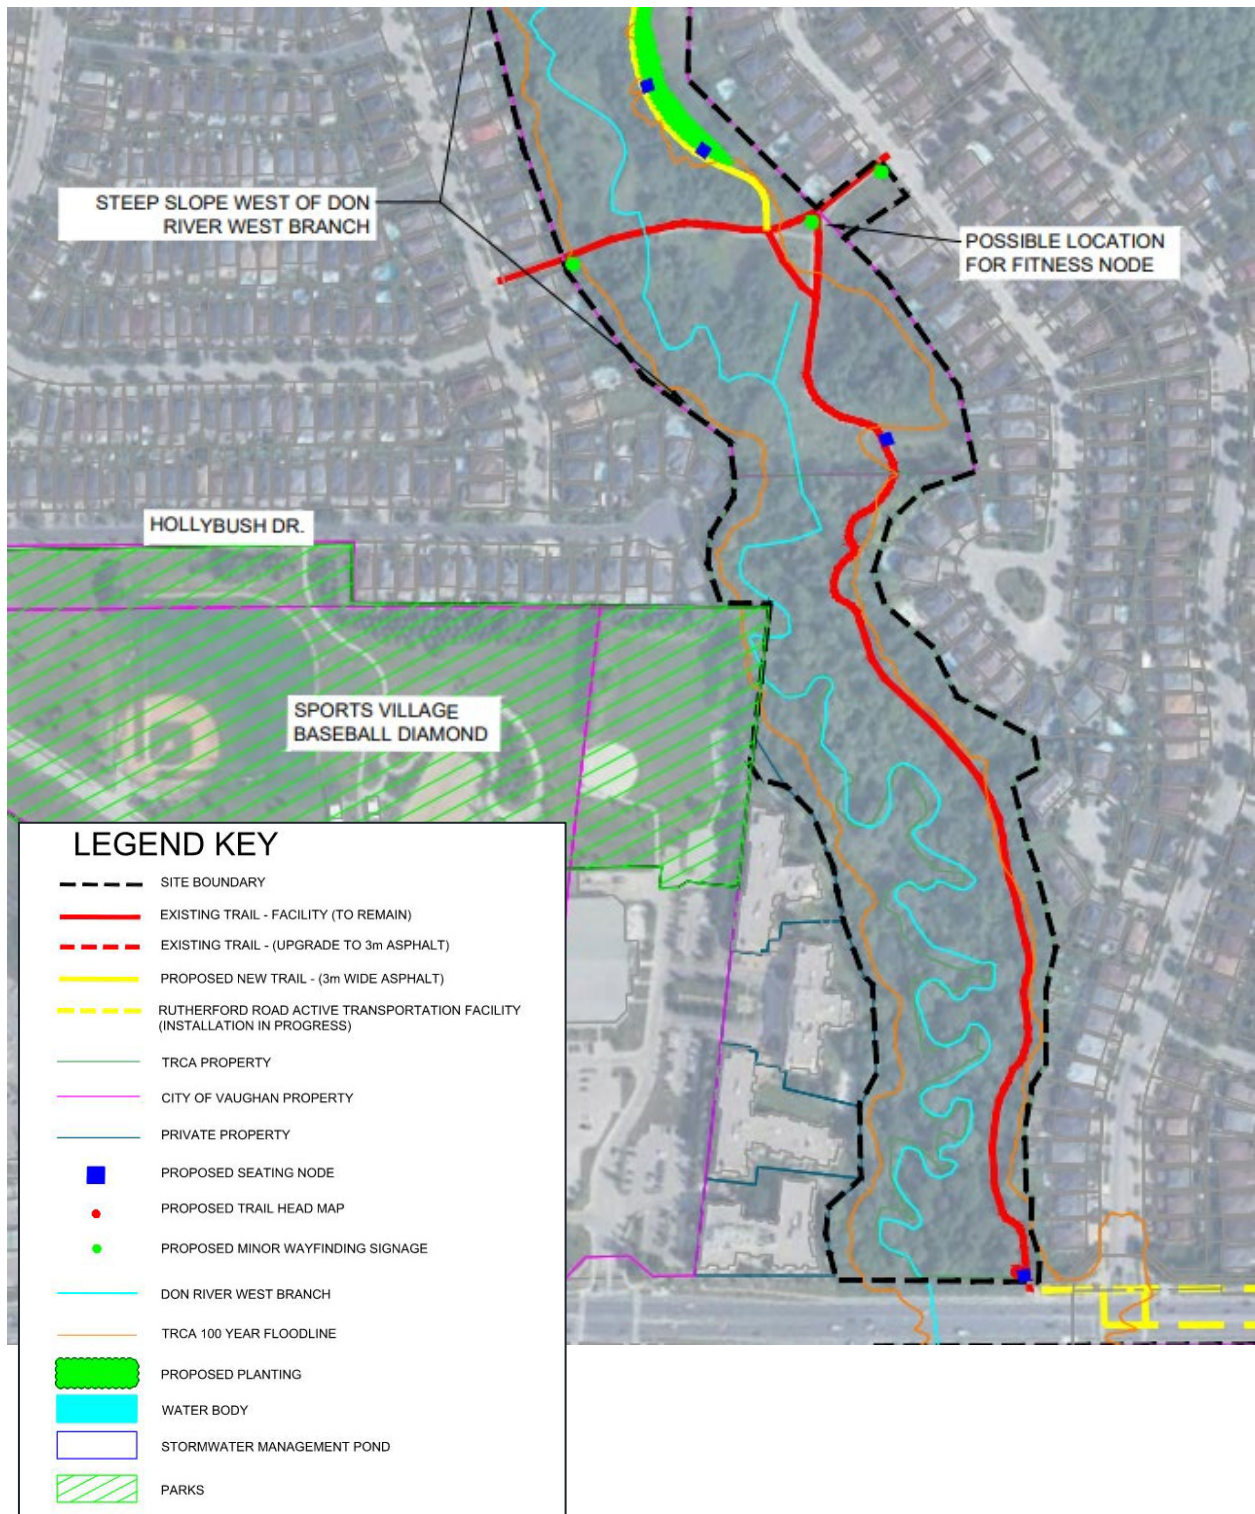 STEEP SLOPE WEST OF DON
RIVER WEST BRANCH
POSSIBLE LOCATION
FOR FITNESS NODE
HOLLYBUSH DR.
SPORTS VILLAGE
BASEBALL DIAMOND
LEGEND KEY
SITE BOUNDARY
EXISTING TRAIL - FACILITY (TO REMAIN)
EXISTING TRAIL - (UPGRADE TO 3m ASPHALT)
PROPOSED NEW TRAIL - (3m WIDE ASPHALT)
RUTHERFORD ROAD ACTIVE TRANSPORTATION FACILITY
(INSTALLATION IN PROGRESS)
TRCA PROPERTY
CITY OF VAUGHAN PROPERTY
PRIVATE PROPERTY
PROPOSED SEATING NODE
PROPOSED TRAIL HEAD MAP
PROPOSED MINOR WAYFINDING SIGNAGE
DON RIVER WEST BRANCH
TRCA 100 YEAR FLOODLINE
PROPOSED PLANTING
WATER BODY
STORMWATER MANAGEMENT POND
PARKS